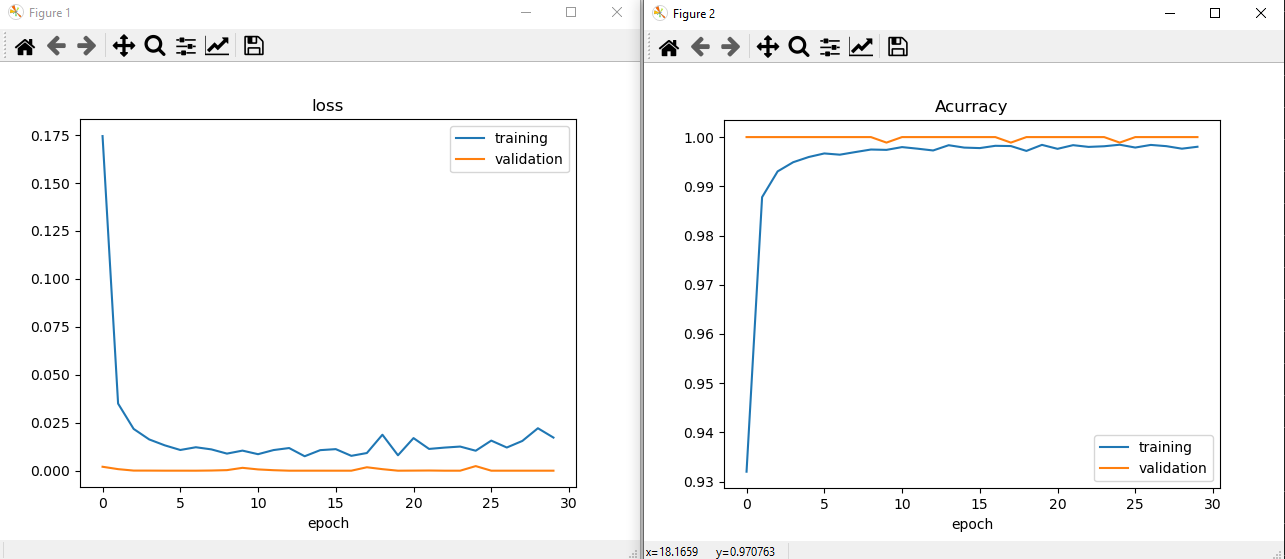 Figure 1
loss
training
validation
0.175
0.150
0.125
0.100
0.075
0.050
0.025
0.000
0 5 10 15 20 25 30
epoch
Figure 2
Acurracy
1.00
0.99
0.98
0.97
0.96
0.95
0.94
0.93
training
validation
0 5 10 15 20 25 30
epoch
x=18.1659 y=0.970763